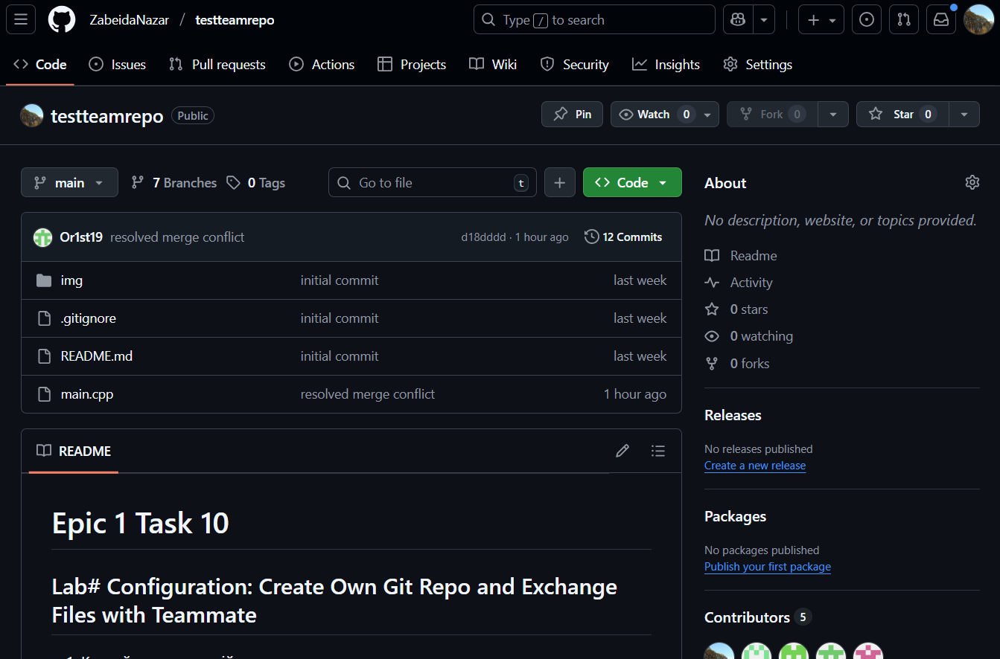 ZabeidaNazar / testteamrepo
Type / to search
Code
Issues
Pull requests
Actions
Projects
Wiki
Security
Insights
Settings
testteamrepo
Public
Pin
Watch 0
Fork 0
Star 0
main
7 Branches
0 Tags
Go to file
t
Code
Or1st19 resolved merge conflict
d18dddd · 1 hour ago
12 Commits
img initial commit last week
.gitignore initial commit last week
README.md initial commit last week
main.cpp resolved merge conflict 1 hour ago
README
Epic 1 Task 10
Lab# Configuration: Create Own Git Repo and Exchange
Files with Teammate
About
No description, website, or topics provided.
Readme
Activity
0 stars
0 watching
0 forks
Releases
No releases published
Create a new release
Packages
No packages published
Publish your first package
Contributors 5